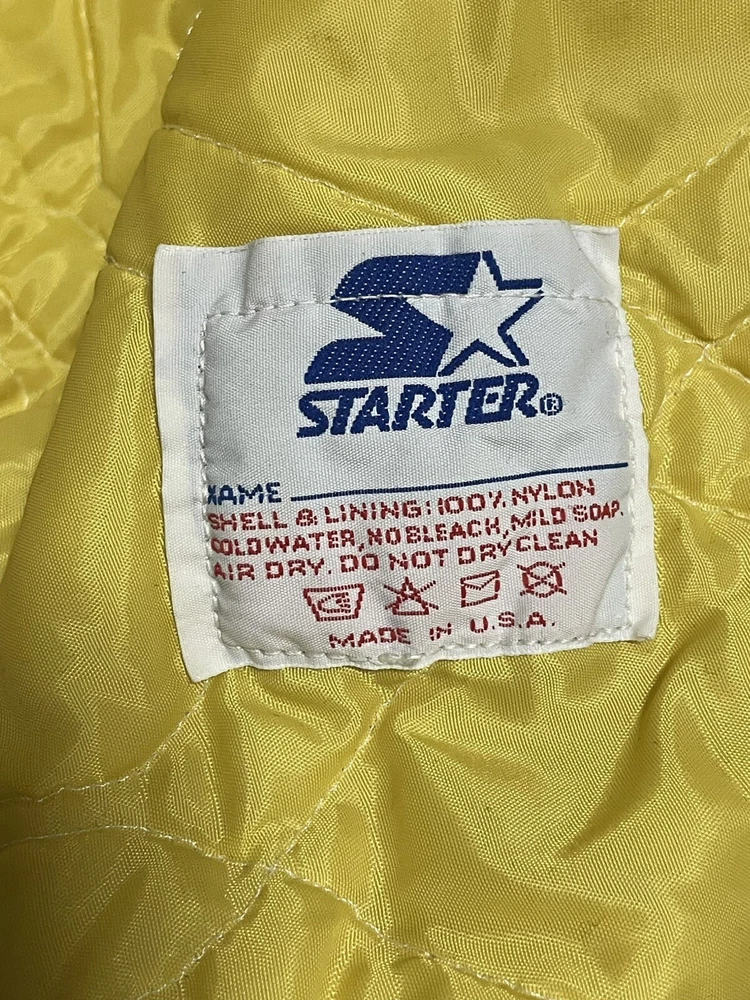 STARTER®
NAME
SHELL & LINING: 100% NYLON
COLD WATER, NO BLEACH, MILD SOAP.
AIR DRY. DO NOT DRY CLEAN
MADE IN U.S.A.